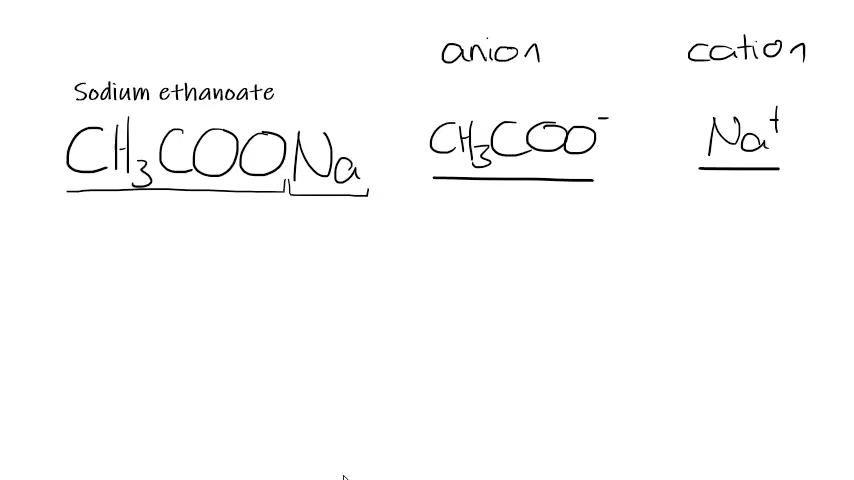 anion cation
Sodium ethanoate
CH₃COONa CH₃COO⁻ Na⁺